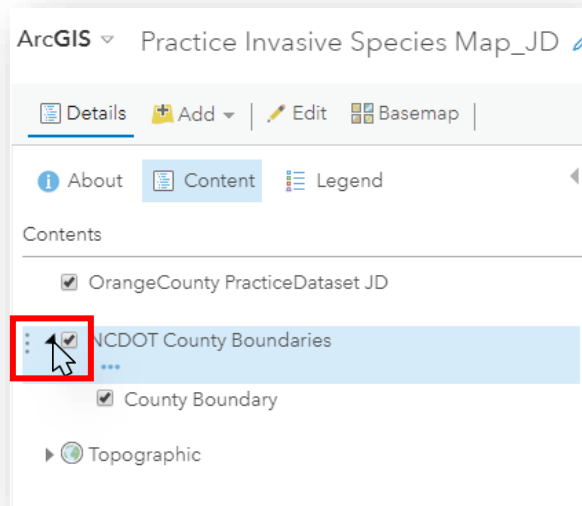 ArcGIS Practice Invasive Species Map_JD
Details Add Edit Basemap
About Content Legend
Contents
OrangeCounty PracticeDataset JD
NCDOT County Boundaries
County Boundary
Topographic